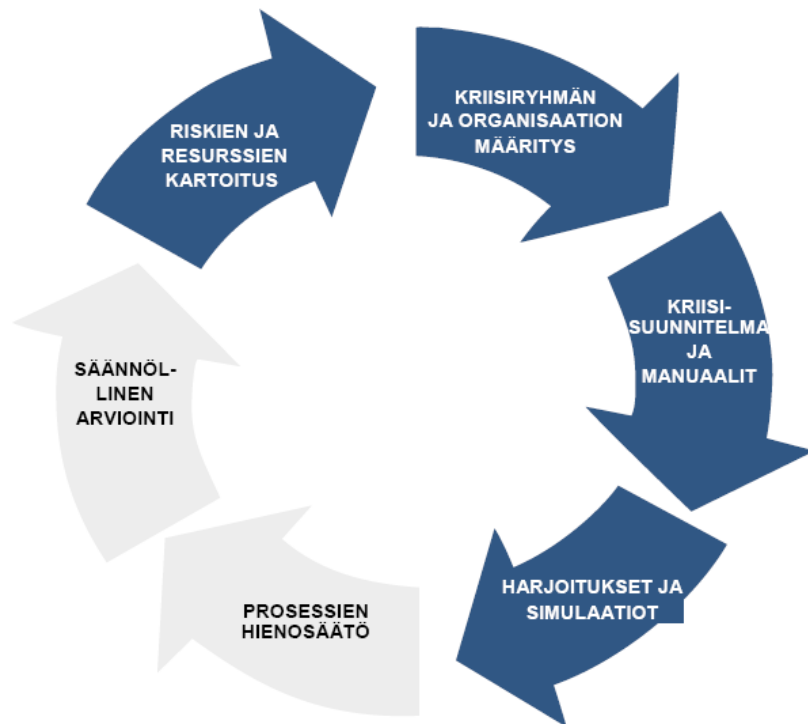 RISKIEN JA
RESURSSIEN
KARTOITUS
KRIISIRYHMÄN
JA ORGANISAATION
MÄÄRITYS
KRIISI-
SUUNNITELMA
JA
MANUAALIT
HARJOITUKSET JA
SIMULAATIOT
PROSESSIEN
HIENOSÄÄTÖ
SÄÄNNÖL-
LINEN
ARVIOINTI